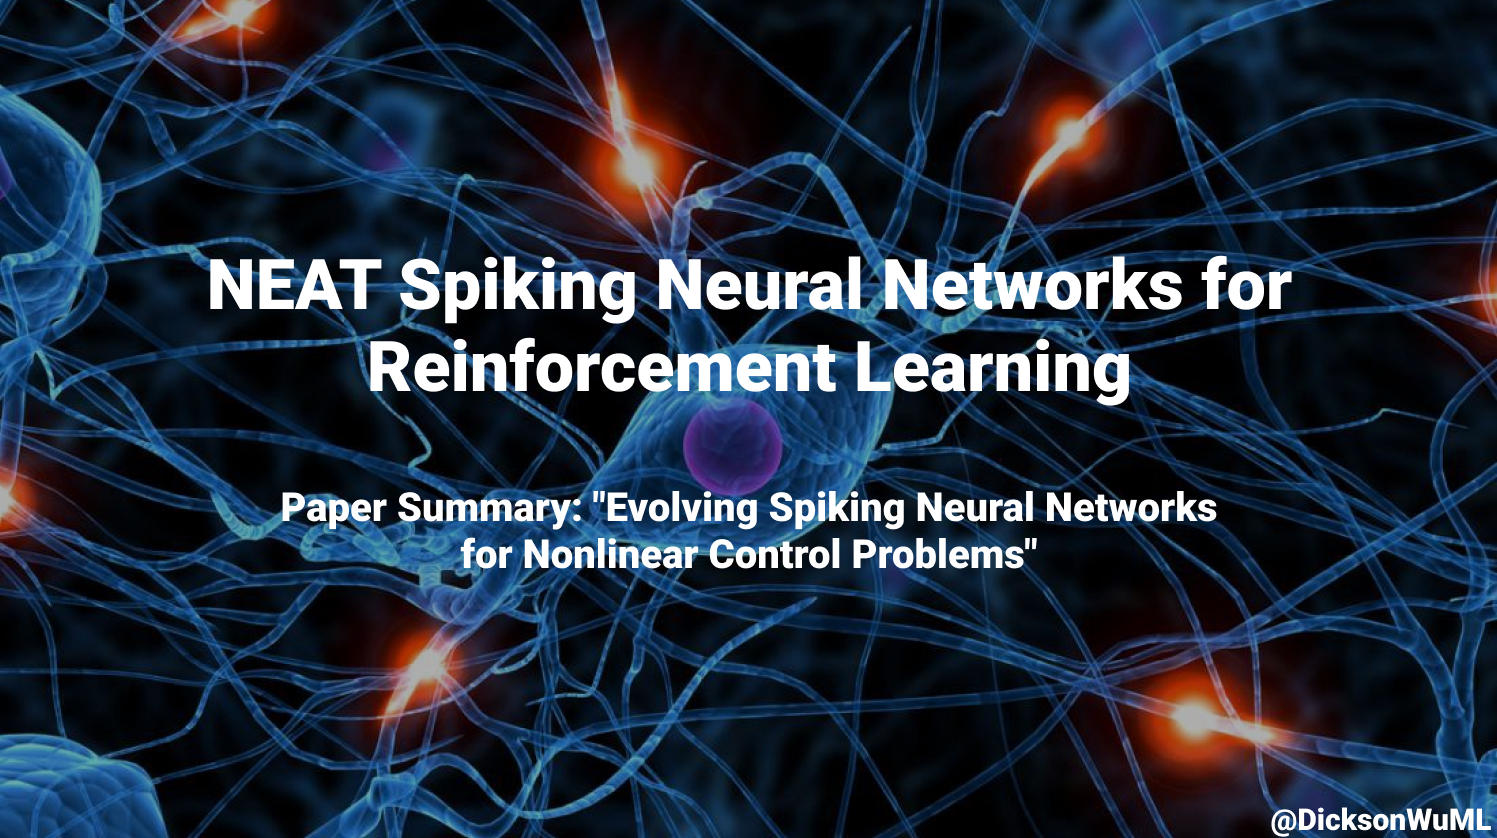 NEAT Spiking Neural Networks for
Reinforcement Learning
Paper Summary: "Evolving Spiking Neural Networks
for Nonlinear Control Problems"
@DicksonWuML